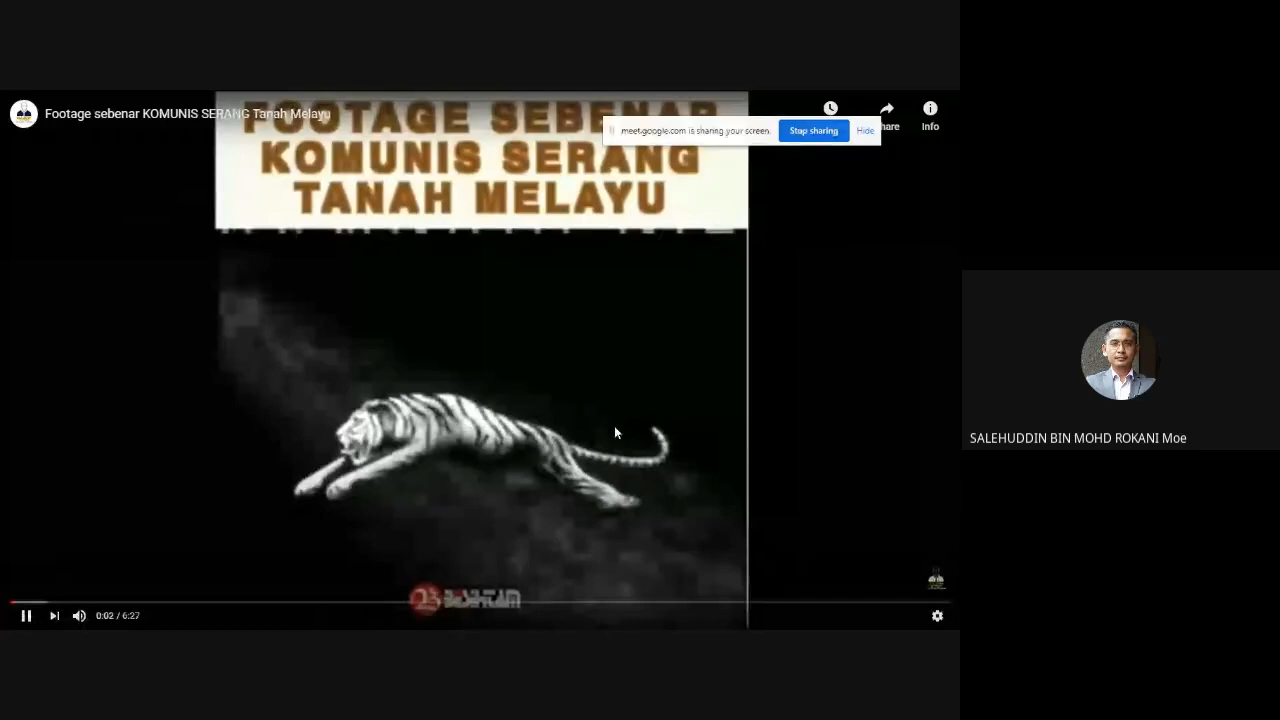 Footage sebenar KOMUNIS SERANG Tanah Melayu
FOOTAGE SEBENAR
KOMUNIS SERANG
TANAH MELAYU
meet.google.com is sharing your screen.
Stop sharing
Hide
hare
Info
SALEHUDDIN BIN MOHD ROKANI Moe
0:02 / 6:27